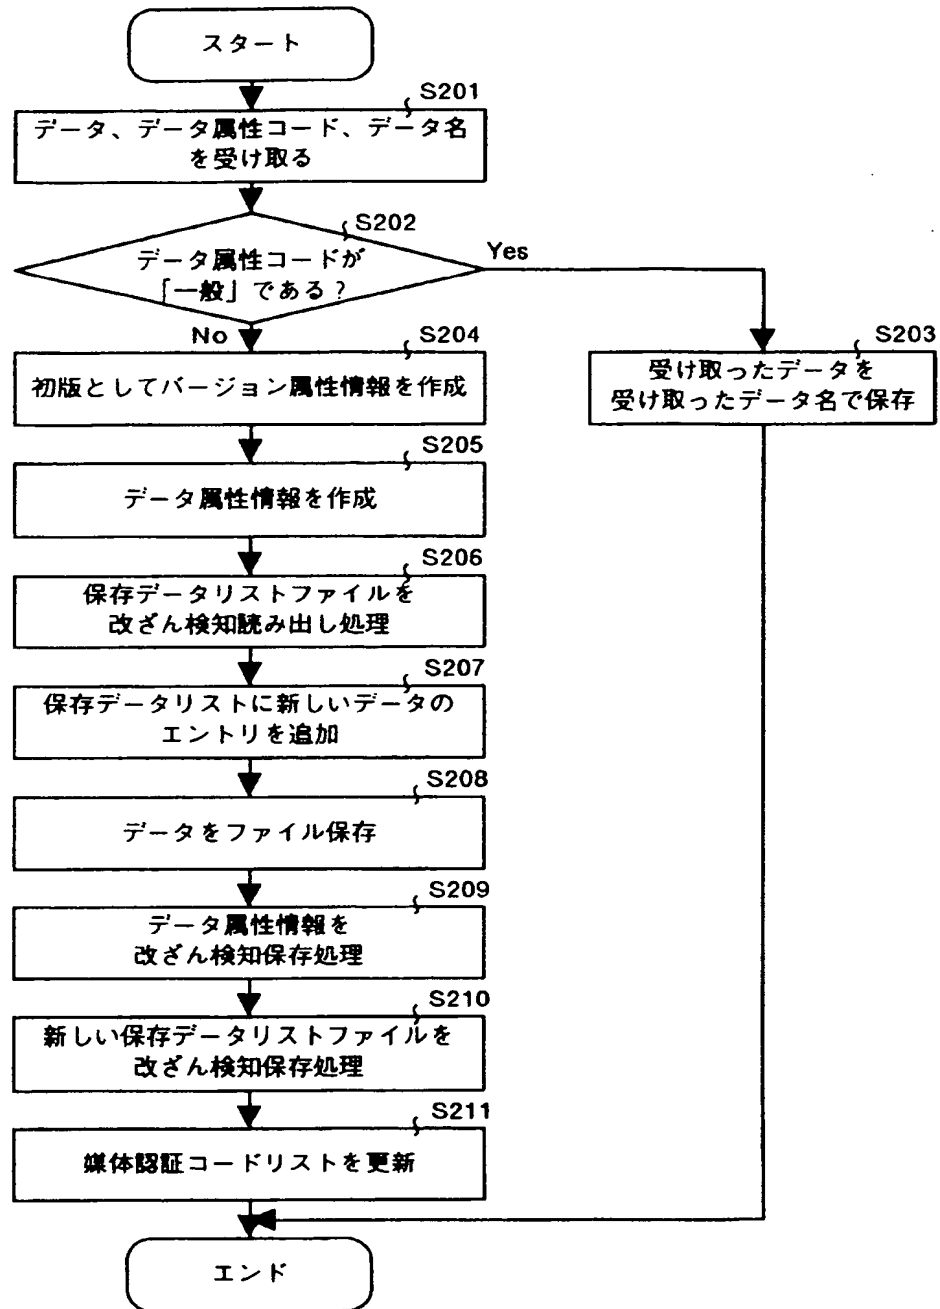 スタート
S201
データ、データ属性コード、データ名
を受け取る
S202
データ属性コードが
「一般」である?
Yes
No
S203
受け取ったデータを
受け取ったデータ名で保存
S204
初版としてバージョン属性情報を作成
S205
データ属性情報を作成
S206
保存データリストファイルを
改ざん検知読み出し処理
S207
保存データリストに新しいデータの
エントリを追加
S208
データをファイル保存
S209
データ属性情報を
改ざん検知保存処理
S210
新しい保存データリストファイルを
改ざん検知保存処理
S211
媒体認証コードリストを更新
エンド